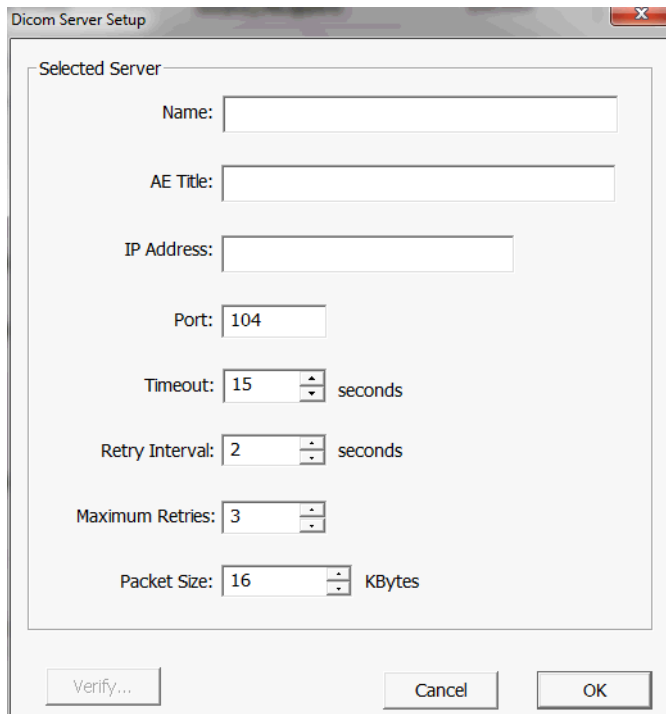 Dicom Server Setup
Selected Server
Name:
AE Title:
IP Address:
Port: 104
Timeout: 15 seconds
Retry Interval: 2 seconds
Maximum Retries: 3
Packet Size: 16 KBytes
Verify... Cancel OK